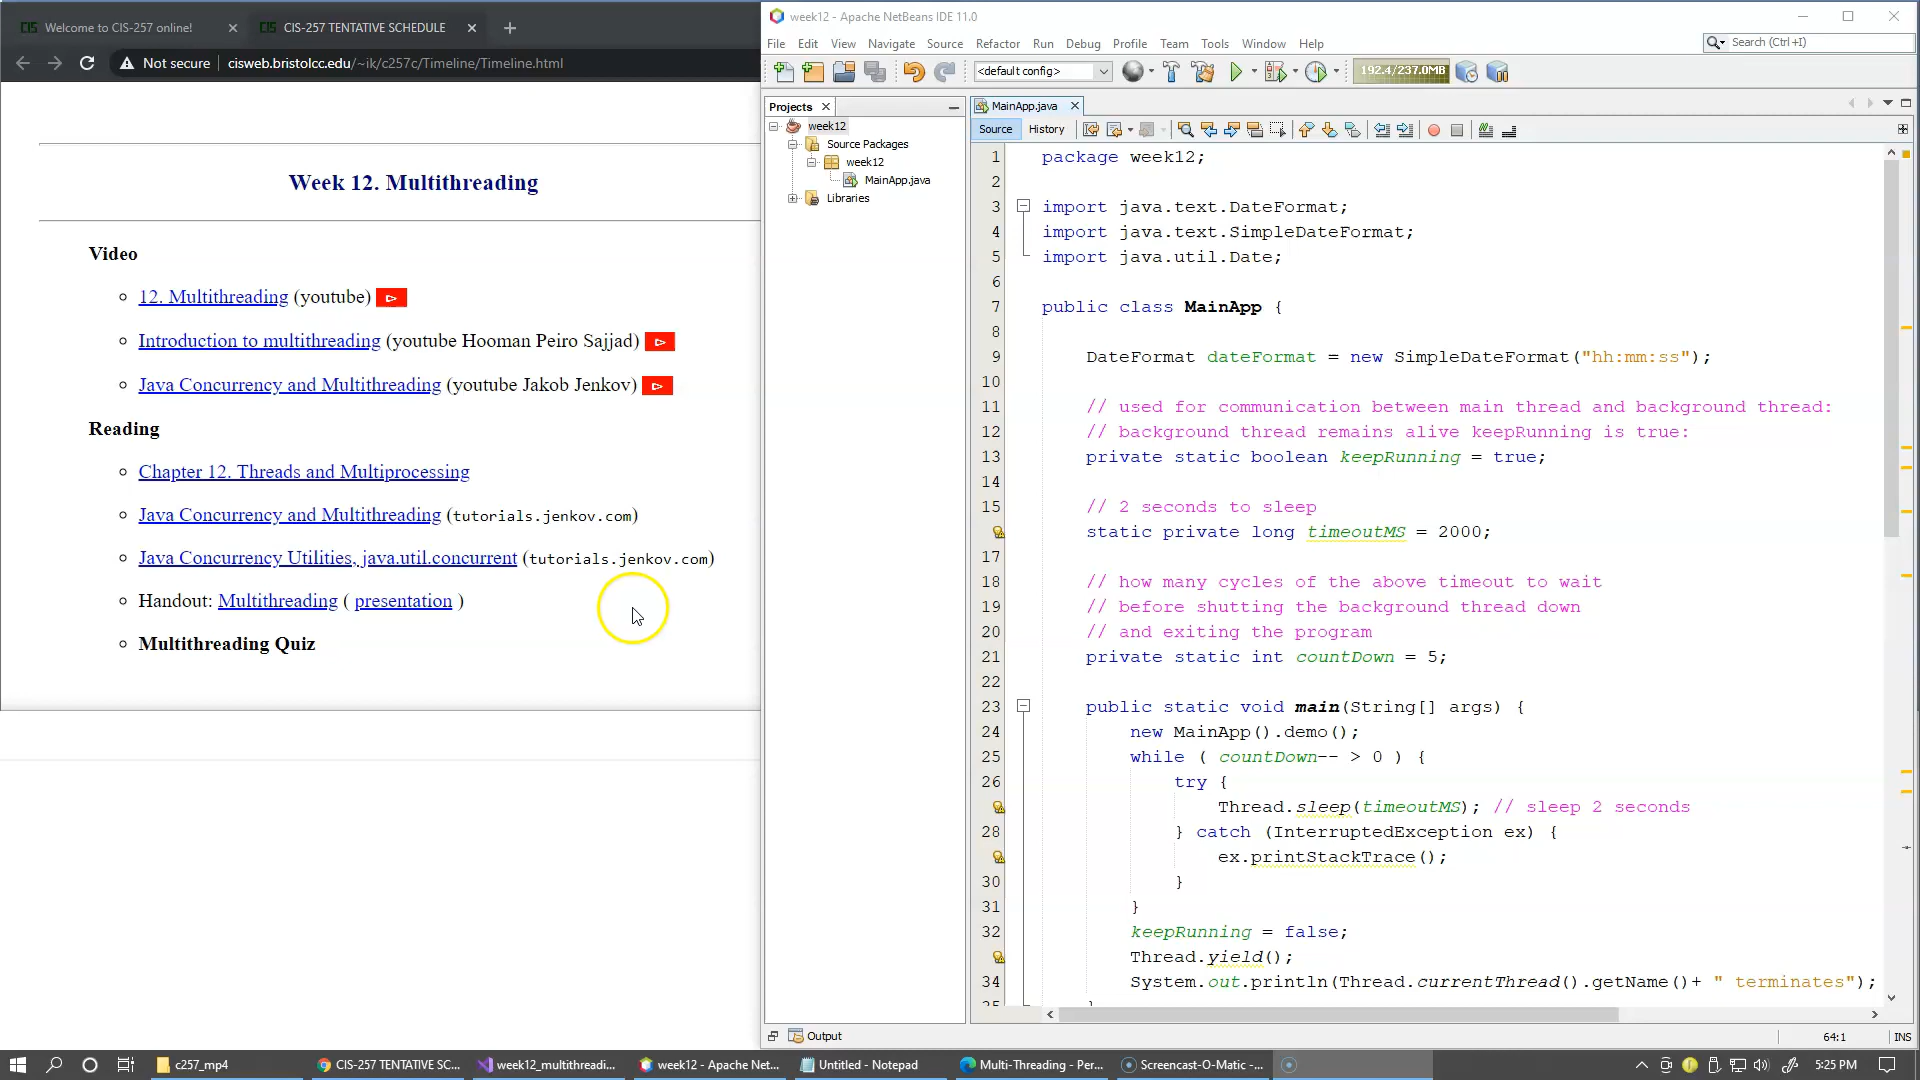 Welcome to CIS-257 online!
CIS-257 TENTATIVE SCHEDULE
Not secure
cisweb.bristolcc.edu/~ik/c257c/Timeline/Timeline.html
Week 12. Multithreading
Video
12. Multithreading (youtube)
Introduction to multithreading (youtube Hooman Peiro Sajjad)
Java Concurrency and Multithreading (youtube Jakob Jenkov)
Reading
Chapter 12. Threads and Multiprocessing
Java Concurrency and Multithreading (tutorials.jenkov.com)
Java Concurrency Utilities, java.util.concurrent (tutorials.jenkov.com)
Handout: Multithreading ( presentation )
Multithreading Quiz
week12 - Apache NetBeans IDE 11.0
File Edit View Navigate Source Refactor Run Debug Profile Team Tools Window Help
Search (Ctrl+I)
<default config>
192.4/237.0MB
Projects
week12
Source Packages
week12
MainApp.java
Libraries
MainApp.java
Source History
1 package week12;
2
3 import java.text.DateFormat;
4 import java.text.SimpleDateFormat;
5 import java.util.Date;
6
7 public class MainApp {
8
9 DateFormat dateFormat = new SimpleDateFormat("hh:mm:ss");
10
11 // used for communication between main thread and background thread:
12 // background thread remains alive keepRunning is true:
13 private static boolean keepRunning = true;
14
15 // 2 seconds to sleep
static private long timeoutMS = 2000;
17
18 // how many cycles of the above timeout to wait
19 // before shutting the background thread down
20 // and exiting the program
21 private static int countDown = 5;
22
23 public static void main(String[] args) {
24 new MainApp().demo();
25 while ( countDown-- > 0 ) {
26 try {
Thread.sleep(timeoutMS); // sleep 2 seconds
28 } catch (InterruptedException ex) {
ex.printStackTrace();
30 }
31 }
32 keepRunning = false;
Thread.yield();
34 System.out.println(Thread.currentThread().getName()+ " terminates");
35 }
Output
64:1 INS
c257_mp4
CIS-257 TENTATIVE SC...
week12_multithreadi...
week12 - Apache Net...
Untitled - Notepad
Multi-Threading - Per...
Screencast-O-Matic - ...
5:25 PM